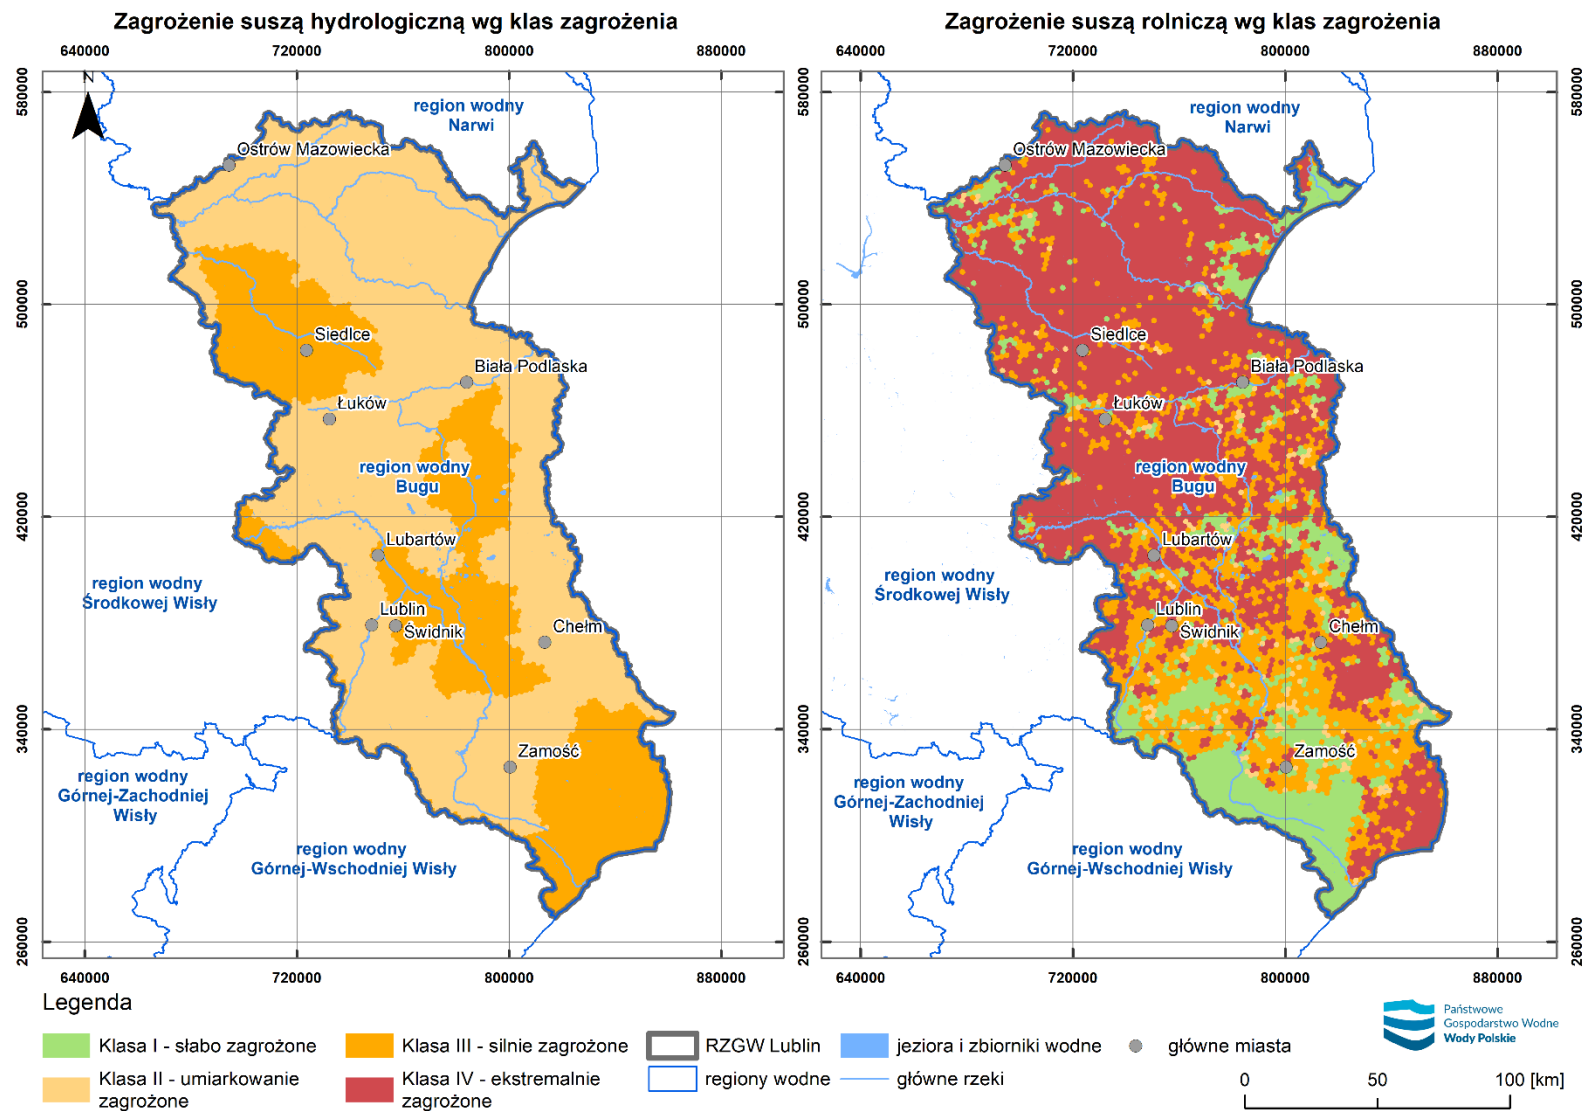 Zagrożenie suszą hydrologiczną wg klas zagrożenia
640000
720000
800000
880000
580000
500000
420000
340000
260000
N
region wodny
Narwi
Ostrów Mazowiecka
Siedlce
Biała Podlaska
Łuków
region wodny
Bugu
Lubartów
region wodny
Środkowej Wisły
Lublin
Świdnik
Chełm
Zamość
region wodny
Górnej-Zachodniej
Wisły
region wodny
Górnej-Wschodniej Wisły
640000
720000
800000
880000
Zagrożenie suszą rolniczą wg klas zagrożenia
640000
720000
800000
880000
580000
500000
420000
340000
260000
region wodny
Narwi
Ostrów Mazowiecka
Siedlce
Biała Podlaska
Łuków
region wodny
Bugu
Lubartów
region wodny
Środkowej Wisły
Lublin
Świdnik
Chełm
Zamość
region wodny
Górnej-Zachodniej
Wisły
region wodny
Górnej-Wschodniej Wisły
640000
720000
800000
880000
Legenda
Klasa I - słabo zagrożone
Klasa II - umiarkowanie
zagrożone
Klasa III - silnie zagrożone
Klasa IV - ekstremalnie
zagrożone
RZGW Lublin
regiony wodne
jeziora i zbiorniki wodne
główne rzeki
główne miasta
Państwowe
Gospodarstwo Wodne
Wody Polskie
0 50 100 [km]